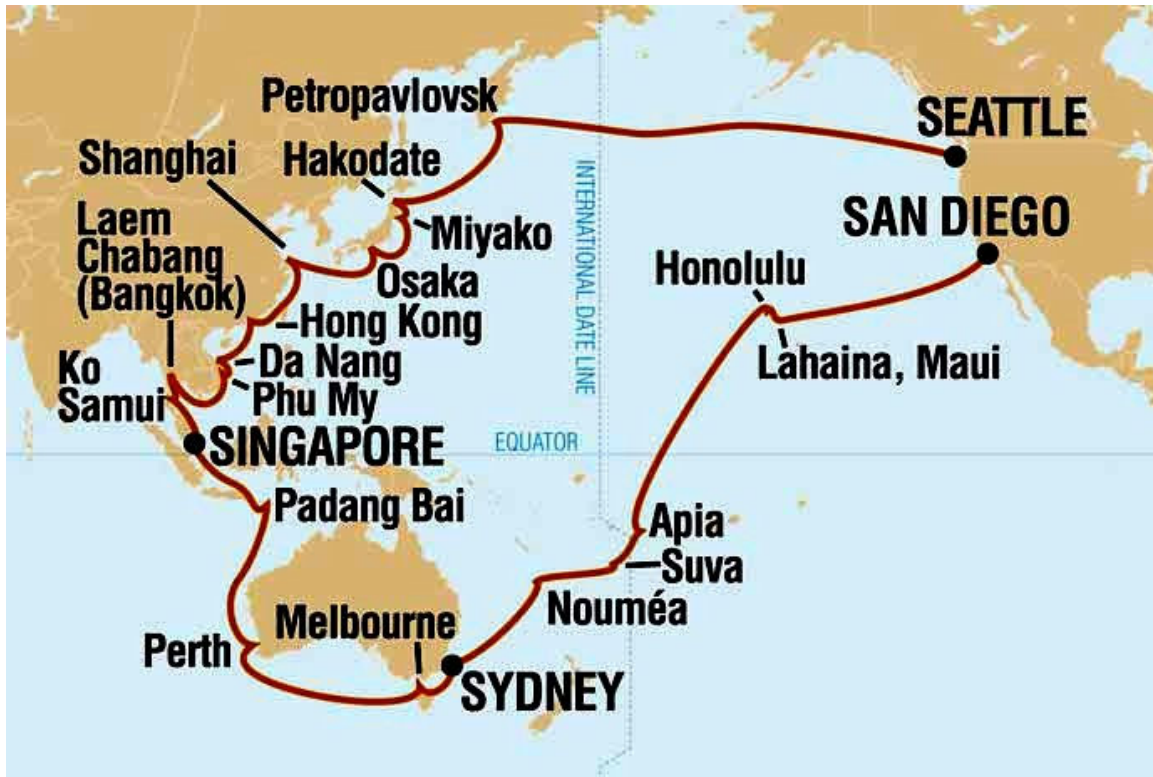 Petropavlovsk
SEATTLE
Shanghai
Hakodate
INTERNATIONAL DATE LINE
Laem
Chabang
(Bangkok)
Miyako
SAN DIEGO
Osaka
Honolulu
Hong Kong
Da Nang
Lahaina, Maui
Ko
Samui
Phu My
SINGAPORE
EQUATOR
Padang Bai
Apia
Suva
Nouméa
Melbourne
Perth
SYDNEY